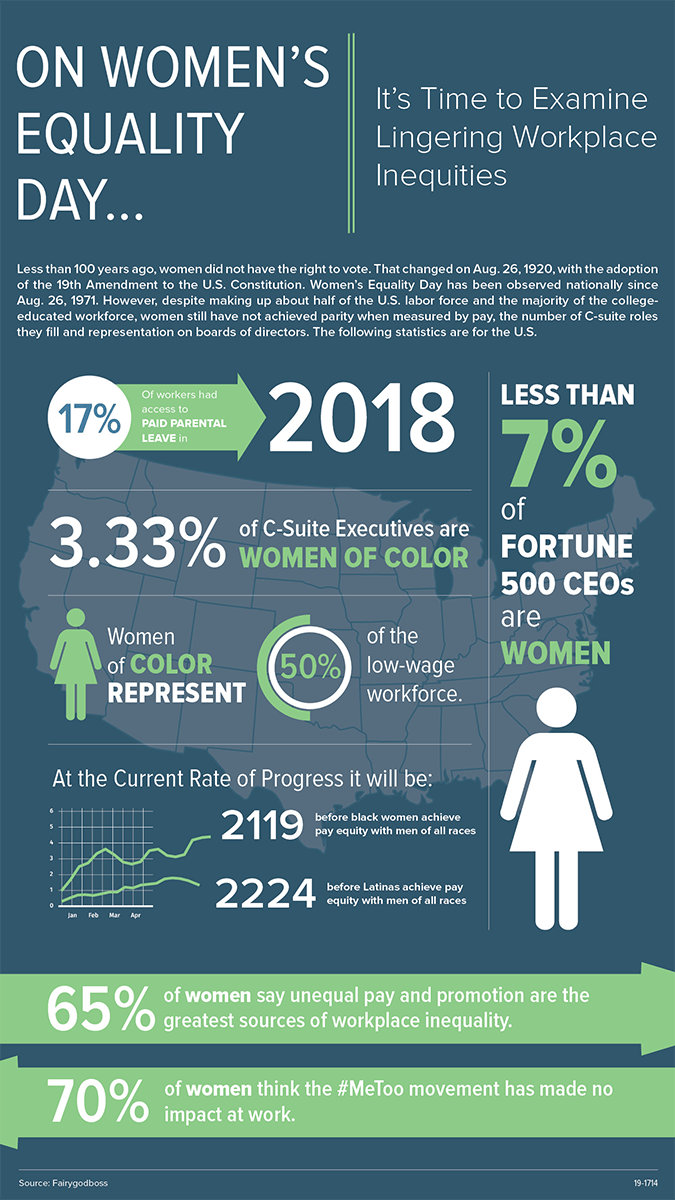 ON WOMEN'S
EQUALITY
DAY...
It's Time to Examine
Lingering Workplace
Inequities
Less than 100 years ago, women did not have the right to vote. That changed on Aug. 26, 1920, with the adoption
of the 19th Amendment to the U.S. Constitution. Women's Equality Day has been observed nationally since
Aug. 26, 1971. However, despite making up about half of the U.S. labor force and the majority of the college-
educated workforce, women still have not achieved parity when measured by pay, the number of C-suite roles
they fill and representation on boards of directors. The following statistics are for the U.S.
17%
Of workers had
access to
PAID PARENTAL
LEAVE in
2018
3.33%
of C-Suite Executives are
WOMEN OF COLOR
Women
of COLOR
REPRESENT
50%
of the
low-wage
workforce.
LESS THAN
7%
of
FORTUNE
500 CEOs
are
WOMEN
At the Current Rate of Progress it will be:
6
5
4
3
2
1
0
Jan Feb Mar Apr
2119
before black women achieve
pay equity with men of all races
2224
before Latinas achieve pay
equity with men of all races
65%
of women say unequal pay and promotion are the
greatest sources of workplace inequality.
70%
of women think the #MeToo movement has made no
impact at work.
Source: Fairygodboss
19-1714